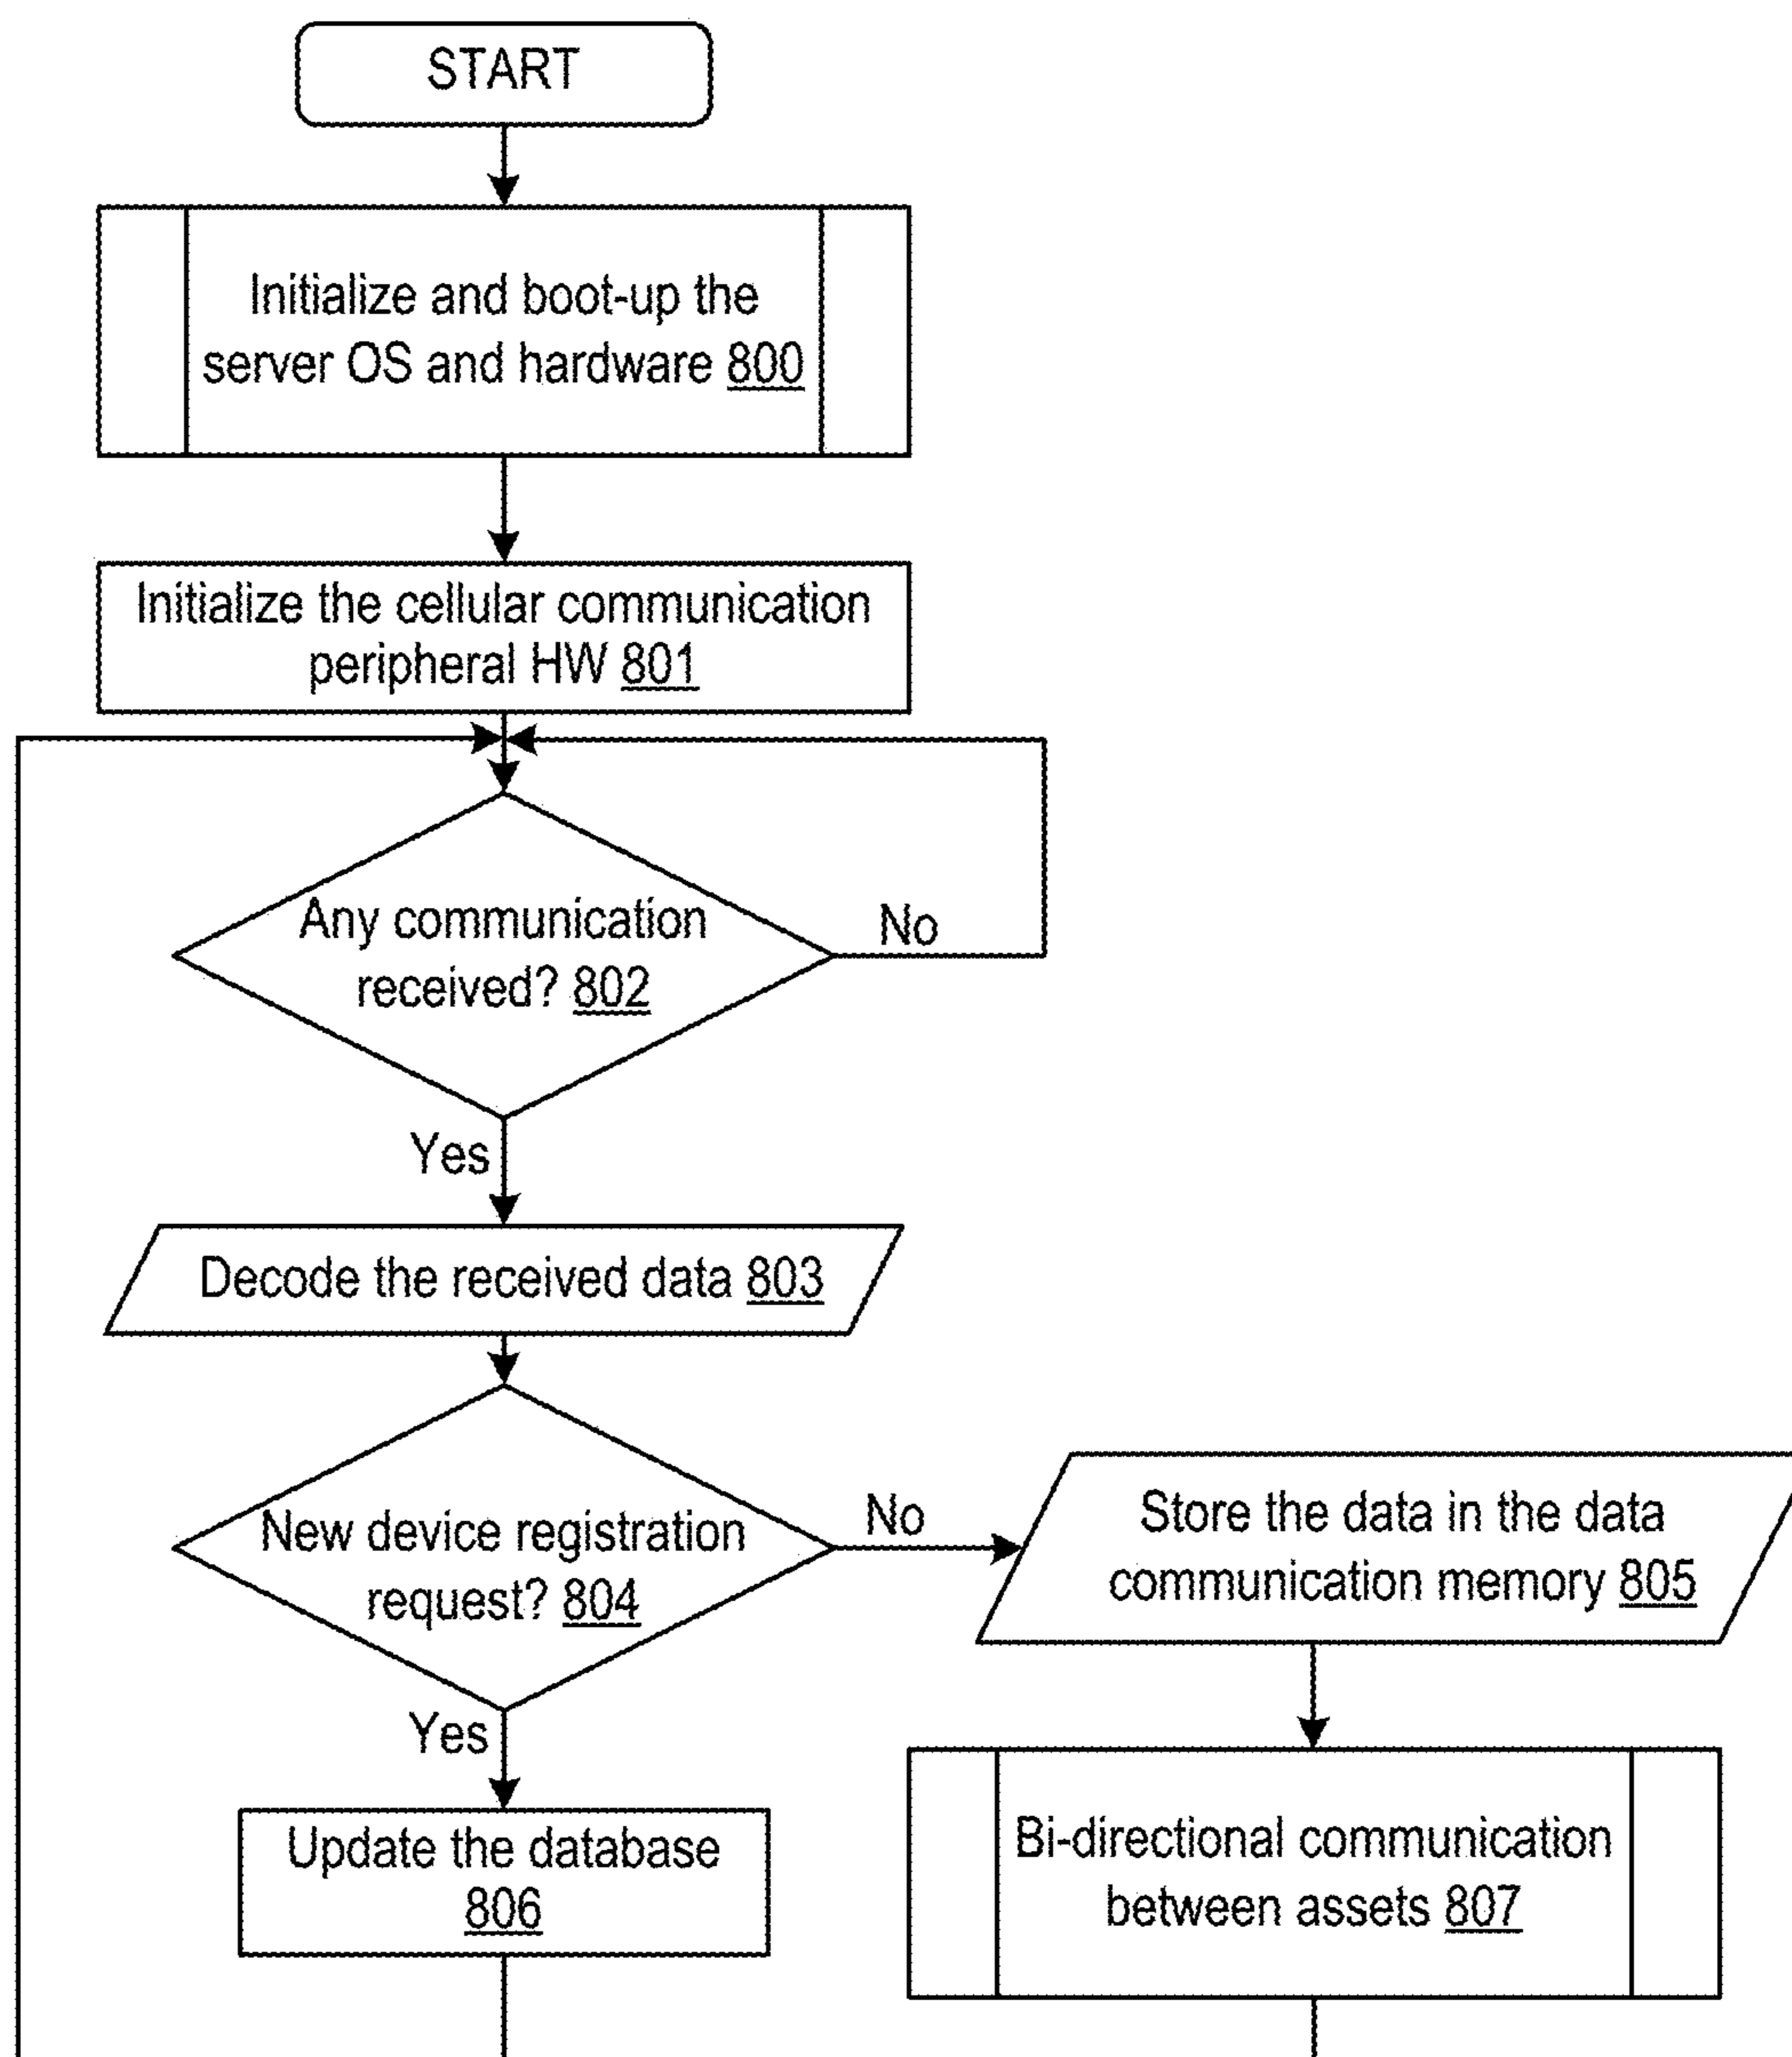 START
Initialize and boot-up the
server OS and hardware 800
Initialize the cellular communication
peripheral HW 801
Any communication
received? 802
No
Yes
Decode the received data 803
New device registration
request? 804
No
Store the data in the data
communication memory 805
Yes
Update the database
806
Bi-directional communication
between assets 807